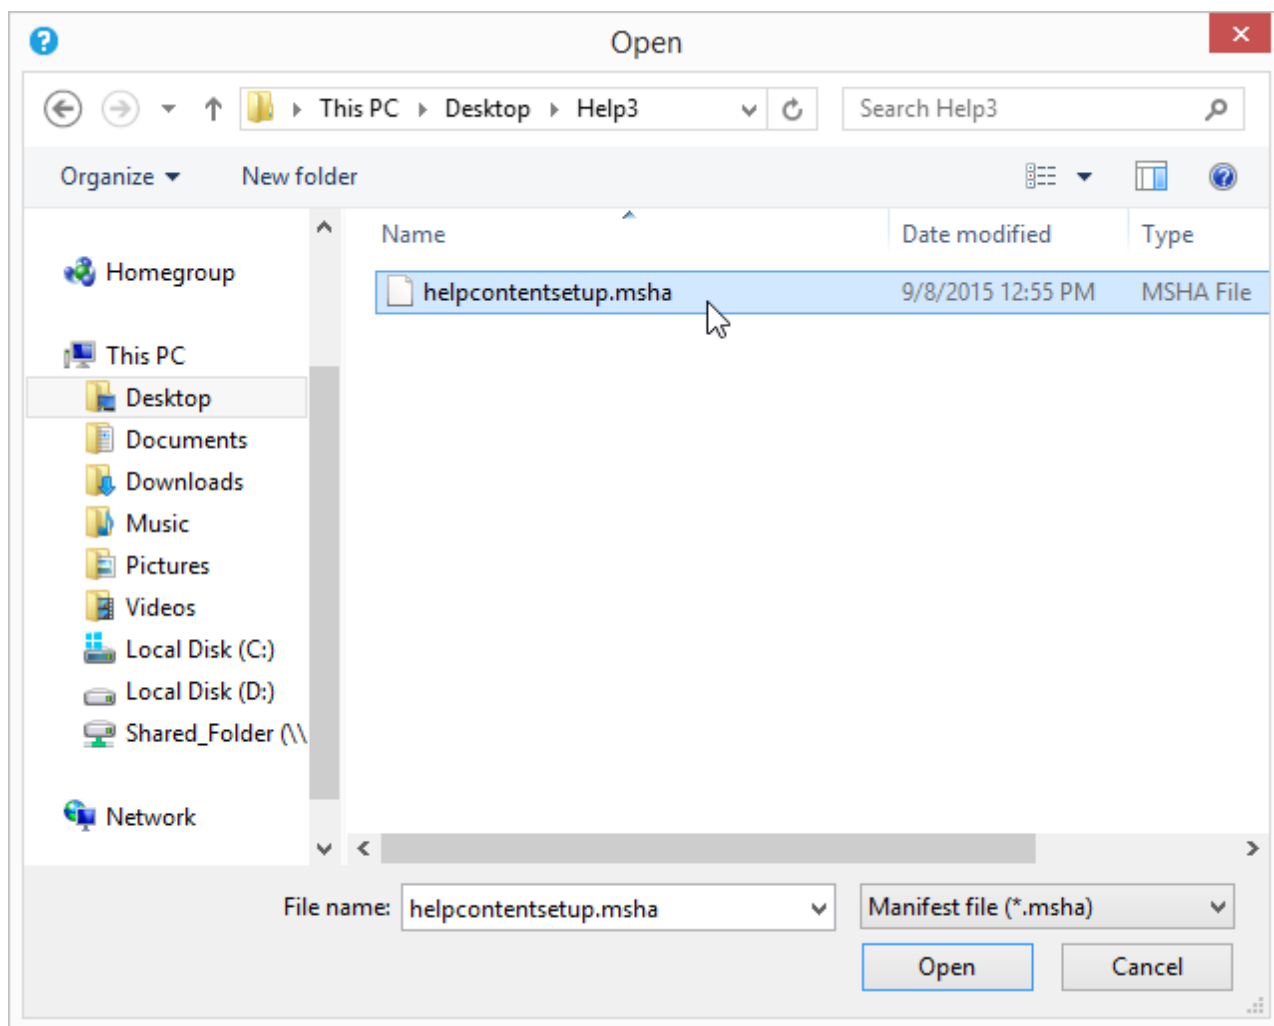 Open
This PC Desktop Help3 Search Help3
Organize New folder
Name Date modified Type
Homegroup
helpcontentsetup.msha 9/8/2015 12:55 PM MSHA File
This PC
Desktop
Documents
Downloads
Music
Pictures
Videos
Local Disk (C:)
Local Disk (D:)
Shared_Folder (\\
Network
File name: helpcontentsetup.msha Manifest file (*.msha)
Open Cancel